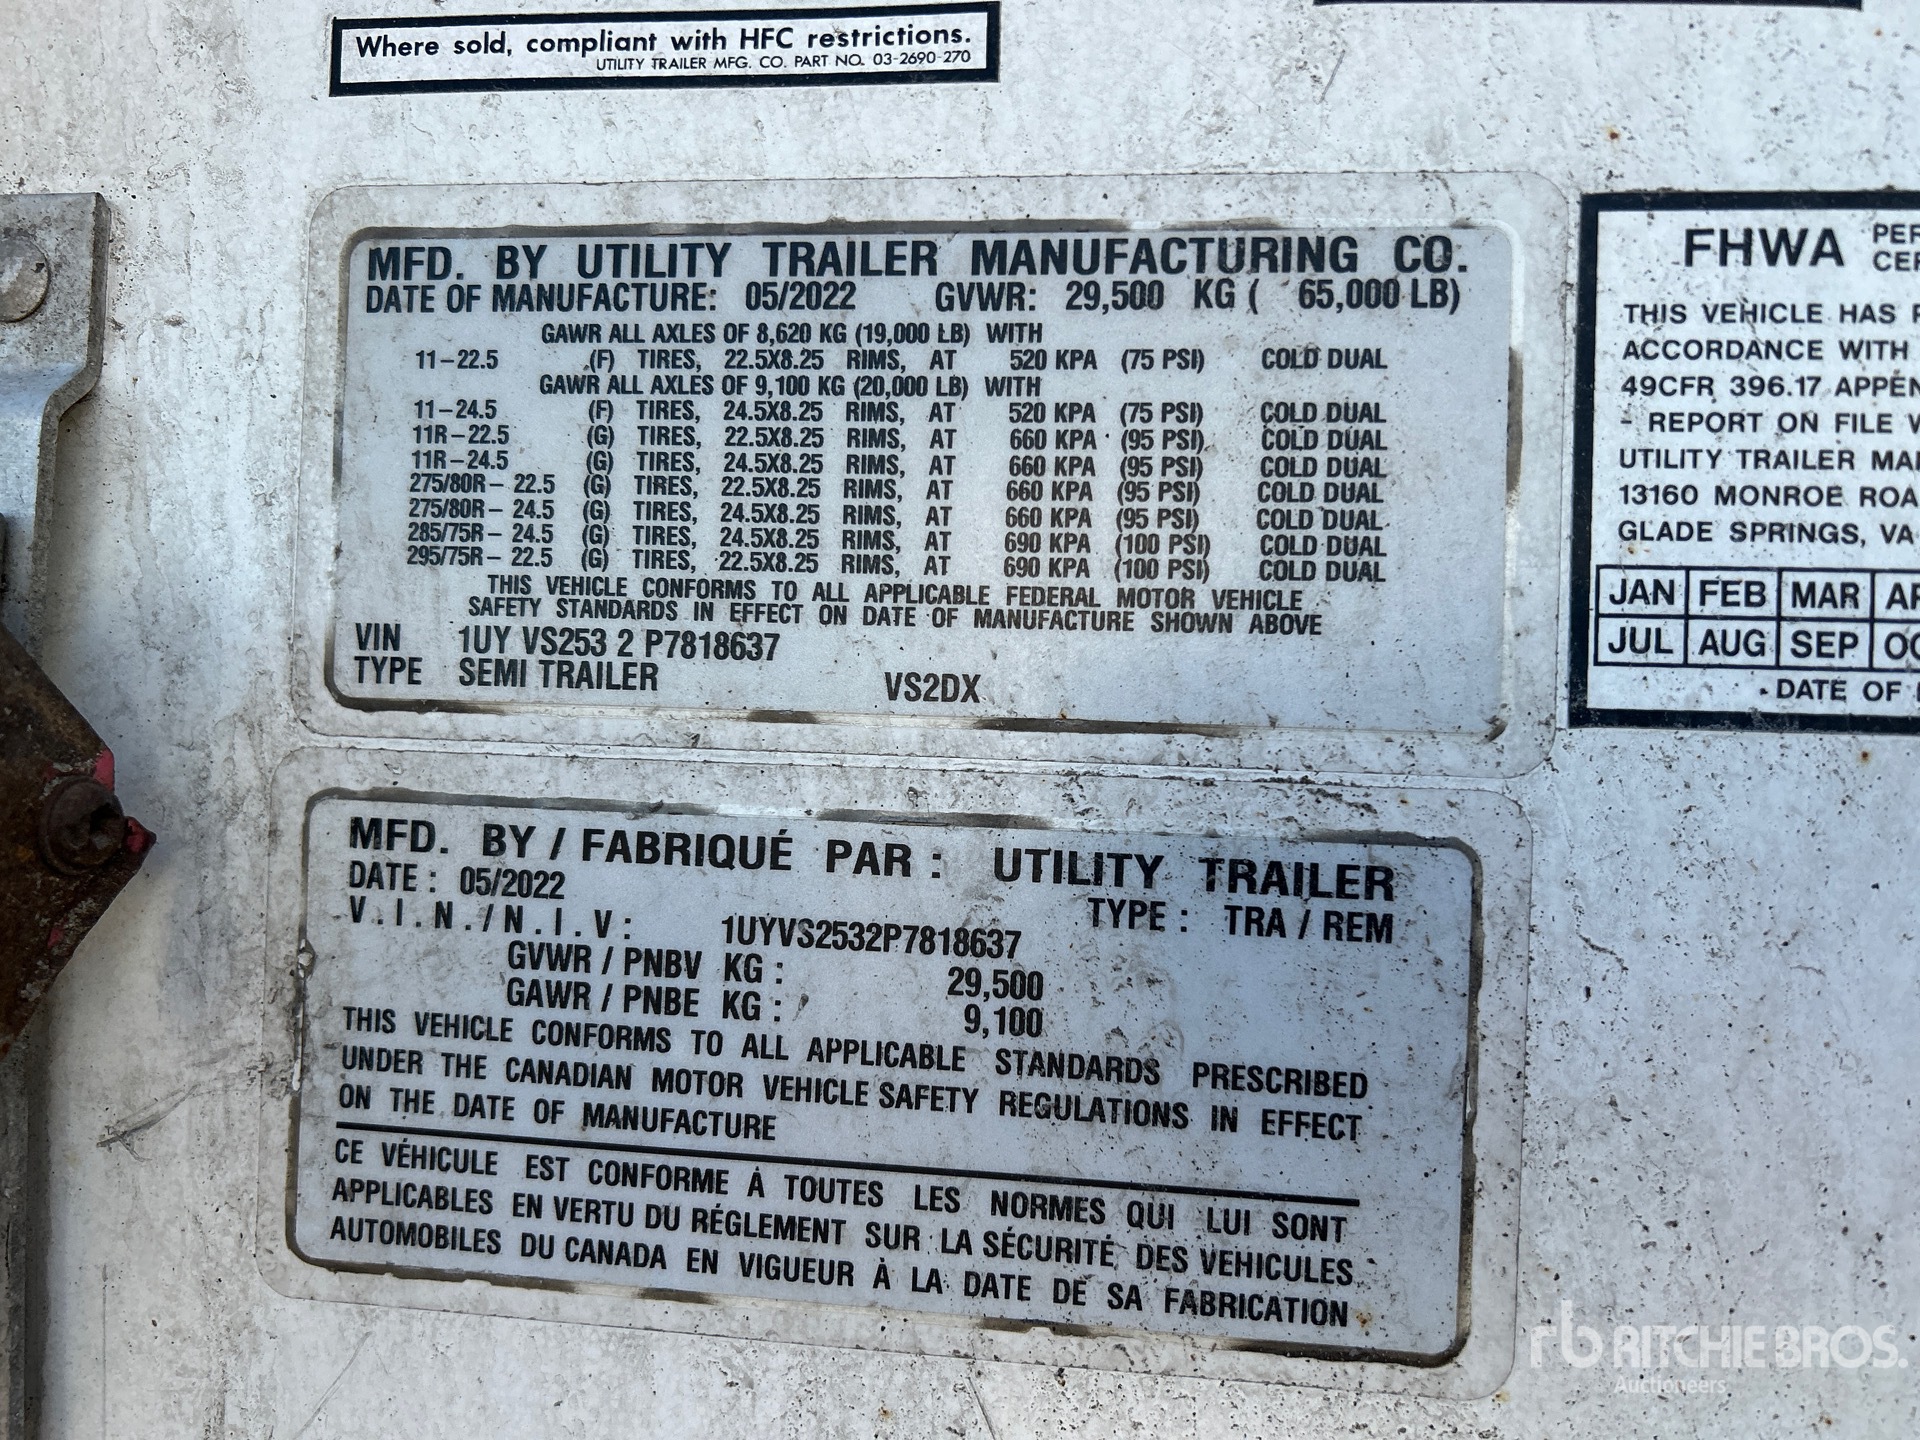 Where sold, compliant with HFC restrictions.
UTILITY TRAILER MFG. CO. PART NO. 03-2690-270
MFD. BY UTILITY TRAILER MANUFACTURING CO.
DATE OF MANUFACTURE: 05/2022 GVWR: 29,500 KG ( 65,000 LB)
GAWR ALL AXLES OF 8,620 KG (19,000 LB) WITH
11-22.5 (F) TIRES, 22.5X8.25 RIMS, AT 520 KPA (75 PSI) COLD DUAL
GAWR ALL AXLES OF 9,100 KG (20,000 LB) WITH
11-24.5 (F) TIRES, 24.5X8.25 RIMS, AT 520 KPA (75 PSI) COLD DUAL
11R-22.5 (G) TIRES, 22.5X8.25 RIMS, AT 660 KPA (95 PSI) COLD DUAL
11R-24.5 (G) TIRES, 24.5X8.25 RIMS, AT 660 KPA (95 PSI) COLD DUAL
275/80R-22.5 (G) TIRES, 22.5X8.25 RIMS, AT 660 KPA (95 PSI) COLD DUAL
275/80R-24.5 (G) TIRES, 24.5X8.25 RIMS, AT 660 KPA (95 PSI) COLD DUAL
285/75R-24.5 (G) TIRES, 24.5X8.25 RIMS, AT 690 KPA (100 PSI) COLD DUAL
295/75R-22.5 (G) TIRES, 22.5X8.25 RIMS, AT 690 KPA (100 PSI) COLD DUAL
THIS VEHICLE CONFORMS TO ALL APPLICABLE FEDERAL MOTOR VEHICLE
SAFETY STANDARDS IN EFFECT ON DATE OF MANUFACTURE SHOWN ABOVE
VIN 1UY VS253 2 P7818637
TYPE SEMI TRAILER VS2DX
FHWA PER
CER
THIS VEHICLE HAS
ACCORDANCE WITH
49CFR 396.17 APPEN
- REPORT ON FILE
UTILITY TRAILER MA
13160 MONROE ROA
GLADE SPRINGS, VA
JAN FEB MAR AP
JUL AUG SEP OC
DATE OF
MFD. BY / FABRIQUÉ PAR : UTILITY TRAILER
DATE : 05/2022 TYPE : TRA / REM
V.I.N./N.I.V: 1UYVS2532P7818637
GVWR / PNBV KG : 29,500
GAWR / PNBE KG : 9,100
THIS VEHICLE CONFORMS TO ALL APPLICABLE STANDARDS PRESCRIBED
UNDER THE CANADIAN MOTOR VEHICLE SAFETY REGULATIONS IN EFFECT
ON THE DATE OF MANUFACTURE
CE VÉHICULE EST CONFORME À TOUTES LES NORMES QUI LUI SONT
APPLICABLES EN VERTU DU RÉGLEMENT SUR LA SÉCURITÉ DES VEHICULES
AUTOMOBILES DU CANADA EN VIGUEUR À LA DATE DE SA FABRICATION
rb RITCHIE BROS.
Auctioneers